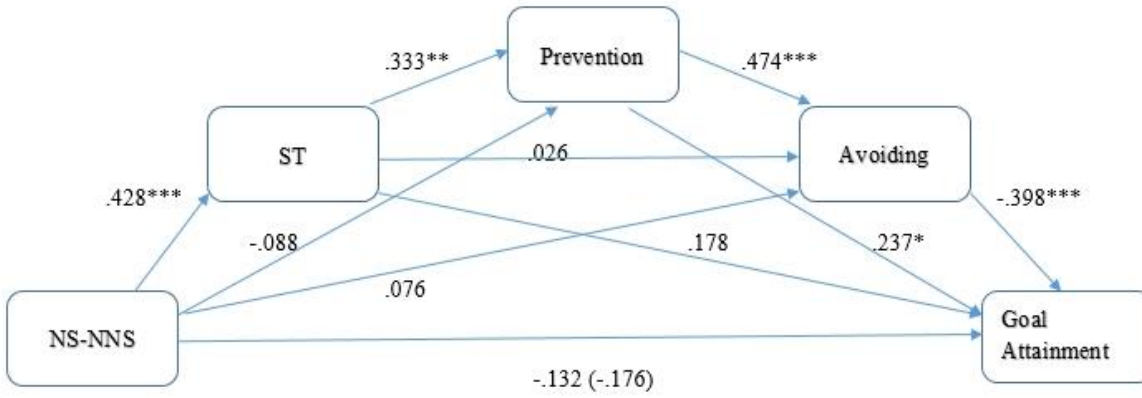 Prevention
.333**
.474***
ST
.026
Avoiding
.428***
-.398***
-.088
.178
.237*
.076
NS-NNS
Goal
Attainment
-.132 (-.176)